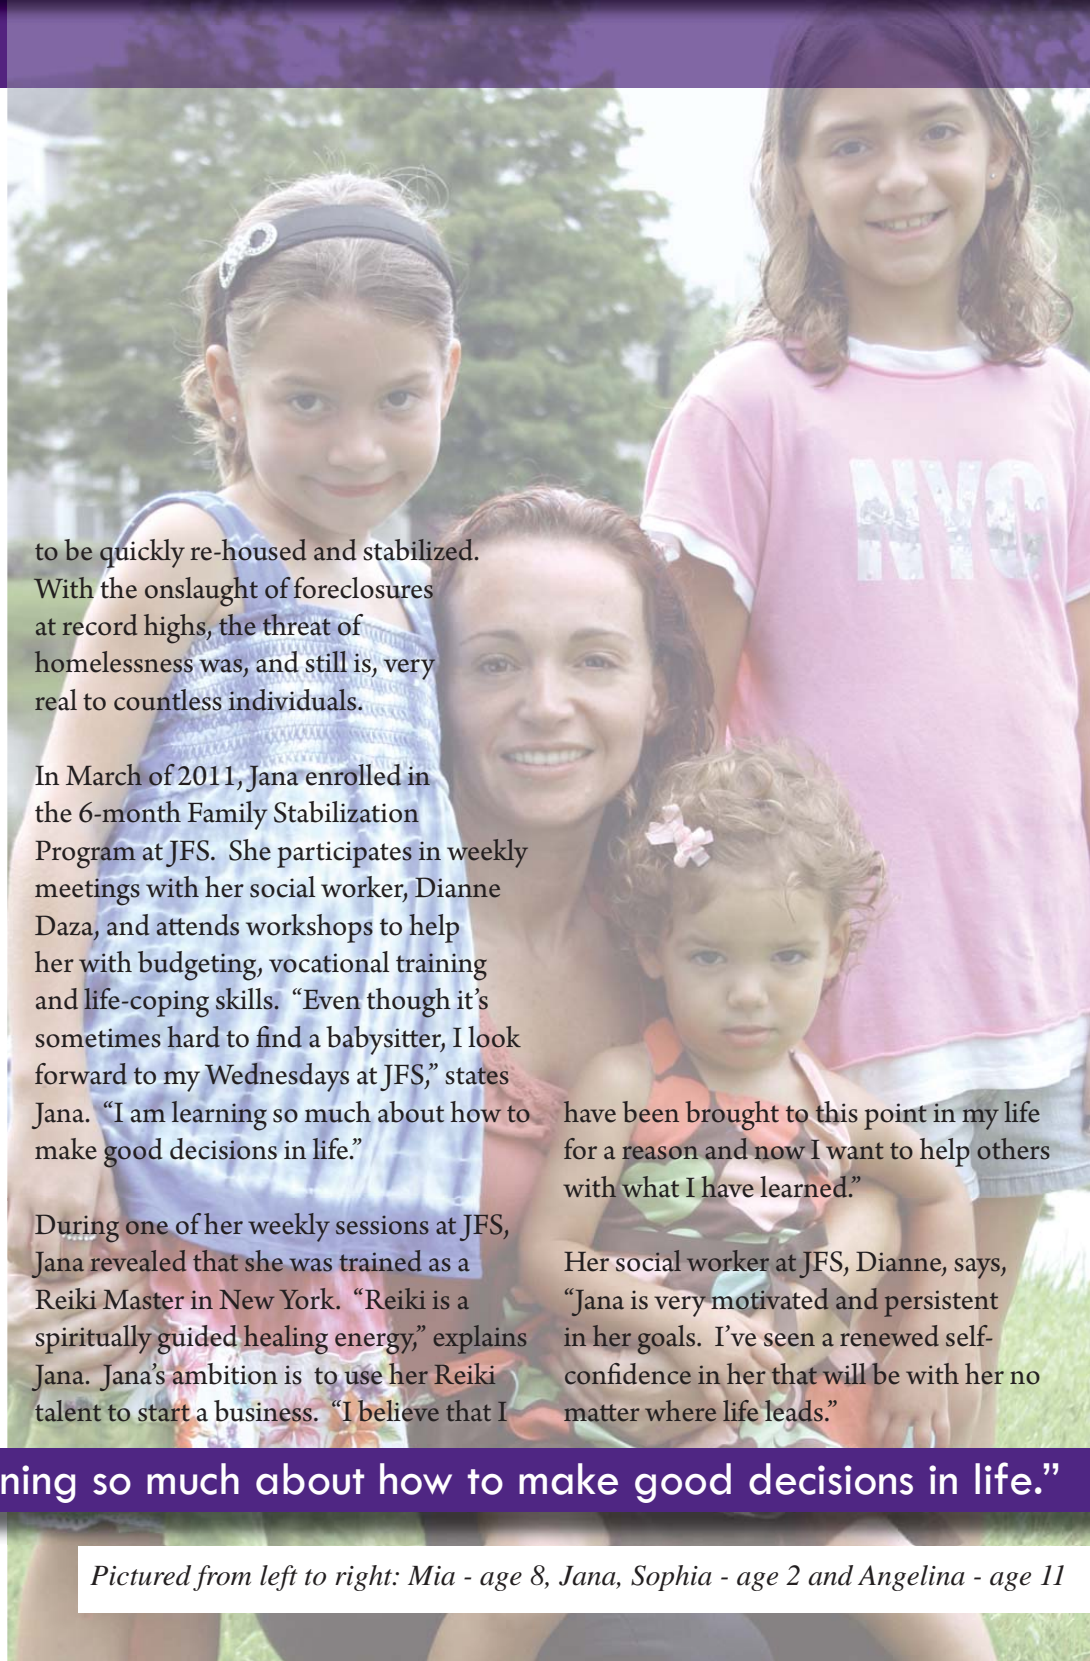 NYC
to be quickly re-housed and stabilized.
With the onslaught of foreclosures
at record highs, the threat of
homelessness was, and still is, very
real to countless individuals.
In March of 2011, Jana enrolled in
the 6-month Family Stabilization
Program at JFS.  She participates in weekly
meetings with her social worker, Dianne
Daza, and attends workshops to help
her with budgeting, vocational training
and life-coping skills.  “Even though it’s
sometimes hard to find a babysitter, I look
forward to my Wednesdays at JFS,” states
Jana.  “I am learning so much about how to
make good decisions in life.”
During one of her weekly sessions at JFS,
Jana revealed that she was trained as a
Reiki Master in New York.  “Reiki is a
spiritually guided healing energy,” explains
Jana.  Jana’s ambition is  to use her Reiki
talent to start a business.  “I believe that I
have been brought to this point in my life
for a reason and now I want to help others
with what I have learned.”
Her social worker at JFS, Dianne, says,
“Jana is very motivated and persistent
in her goals.  I’ve seen a renewed self-
confidence in her that will be with her no
matter where life leads.”
ning so much about how to make good decisions in life.”
Pictured from left to right: Mia - age 8, Jana, Sophia - age 2 and Angelina - age 11